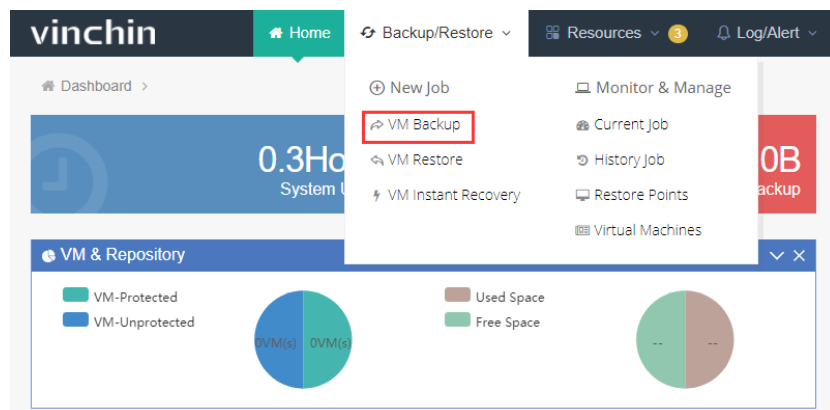 vinchin
Home
Backup/Restore
Resources
3
Log/Alert
Dashboard >
New Job
Monitor & Manage
VM Backup
Current Job
VM Restore
History Job
VM Instant Recovery
Restore Points
Virtual Machines
0.3Ho
System U
0B
ackup
VM & Repository
VM-Protected
VM-Unprotected
0VM(s) 0VM(s)
Used Space
Free Space
-- --